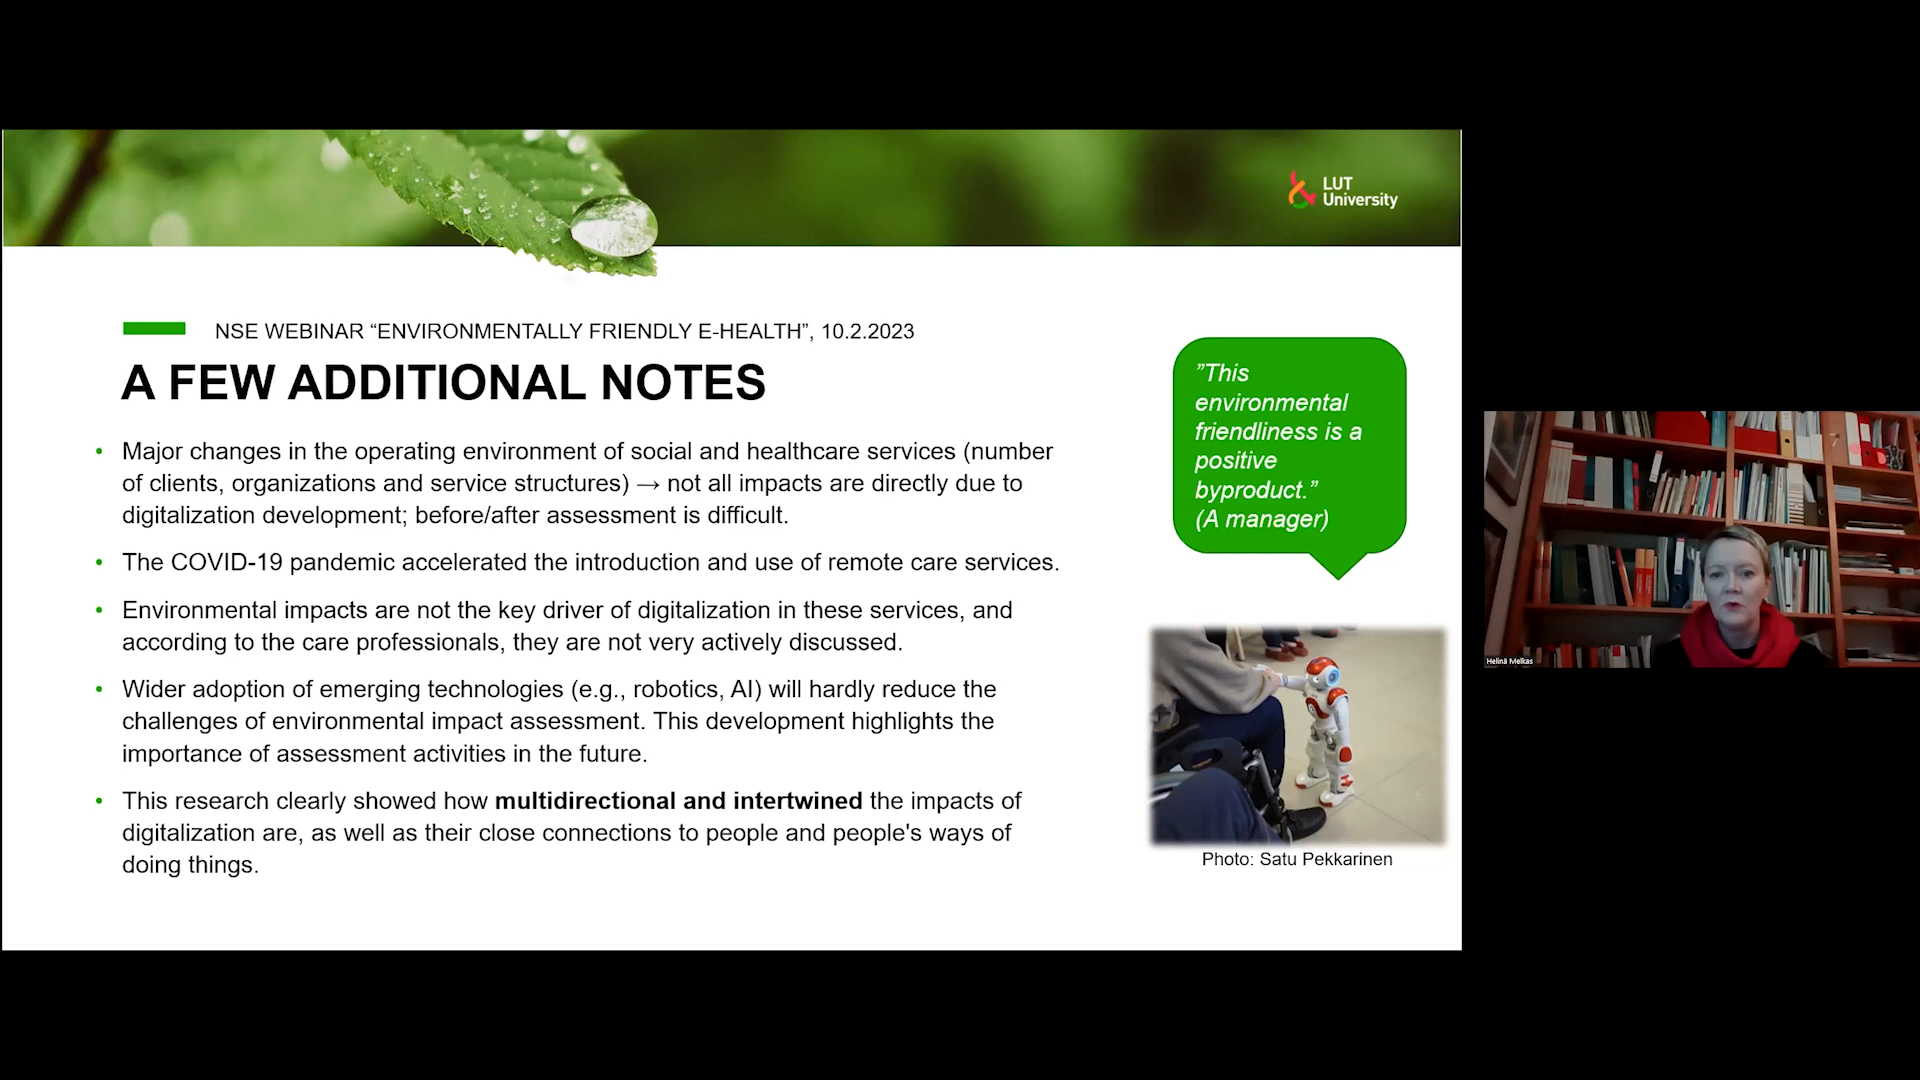 LUT
University
NSE WEBINAR “ENVIRONMENTALLY FRIENDLY E-HEALTH”, 10.2.2023
A FEW ADDITIONAL NOTES
• Major changes in the operating environment of social and healthcare services (number
of clients, organizations and service structures) → not all impacts are directly due to
digitalization development; before/after assessment is difficult.
• The COVID-19 pandemic accelerated the introduction and use of remote care services.
• Environmental impacts are not the key driver of digitalization in these services, and
according to the care professionals, they are not very actively discussed.
• Wider adoption of emerging technologies (e.g., robotics, AI) will hardly reduce the
challenges of environmental impact assessment. This development highlights the
importance of assessment activities in the future.
• This research clearly showed how multidirectional and intertwined the impacts of
digitalization are, as well as their close connections to people and people's ways of
doing things.
”This
environmental
friendliness is a
positive
byproduct.”
(A manager)
Photo: Satu Pekkarinen
Helinä Melkas